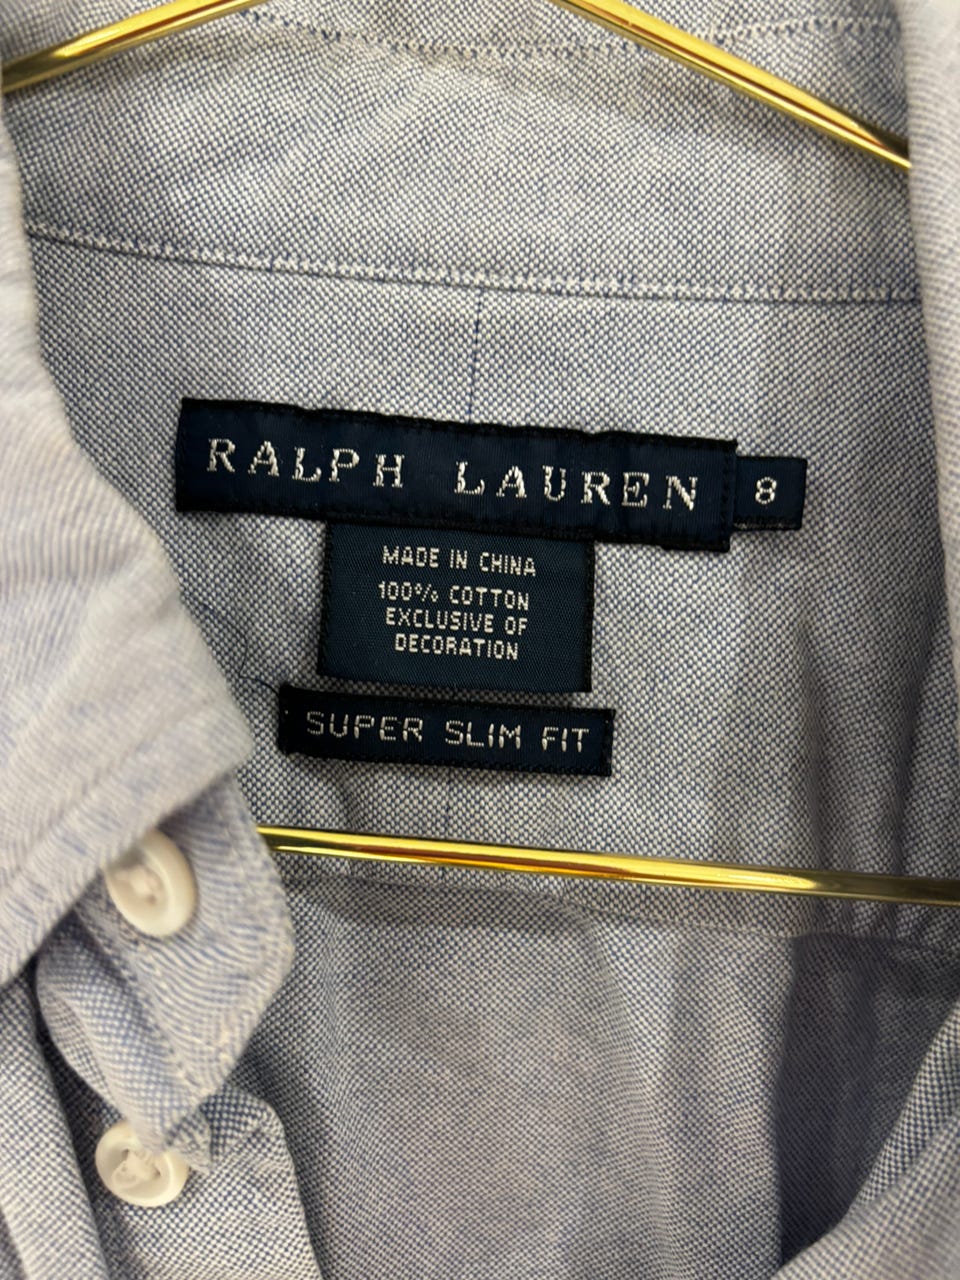 RALPH LAUREN 8
MADE IN CHINA
100% COTTON
EXCLUSIVE OF
DECORATION
SUPER SLIM FIT